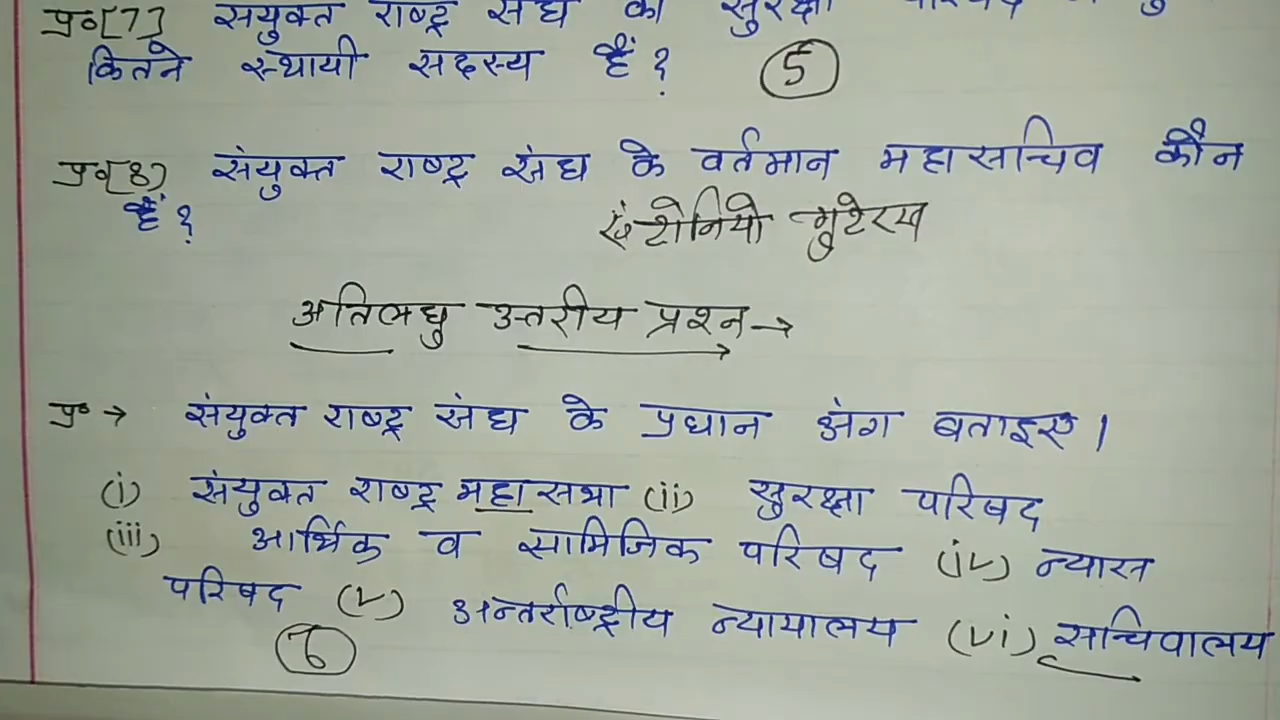 प्र०[7] संयुक्त राष्ट्र संघ की सुरक्षा परिषद
कितने स्थायी सदस्य हैं? 5
प्र०[8) संयुक्त राष्ट्र संघ के वर्तमान महासचिव कौन
हैं? एंटोनियो गुटेरस
अतिलघु उत्तरीय प्रश्न→
प्र०→ संयुक्त राष्ट्र संघ के प्रधान अंग बताइए।
(i) संयुक्त राष्ट्र महासभा (ii) सुरक्षा परिषद
(iii) आर्थिक व सामिजिक परिषद (iv) न्यास
परिषद (v) अन्तर्राष्ट्रीय न्यायालय (vi) सचिवालय
6